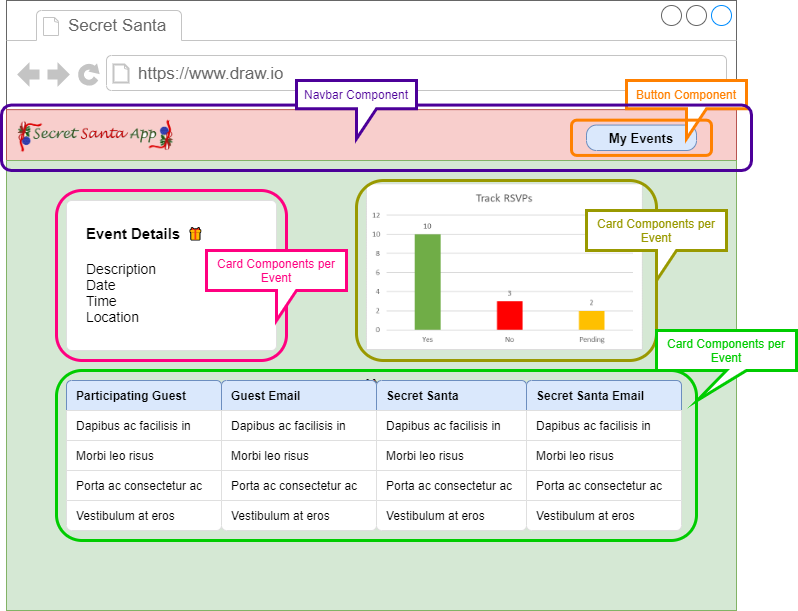 Secret Santa
https://www.draw.io
Navbar Component
Button Component
Secret Santa App
My Events
Event Details
Description
Date
Time
Location
Card Components per
Event
Track RSVPs
12
10
8
6
4
2
0
10
3
2
Yes
No
Pending
Card Components per
Event
Card Components per
Event
Participating Guest Guest Email Secret Santa Secret Santa Email
Dapibus ac facilisis in Dapibus ac facilisis in Dapibus ac facilisis in Dapibus ac facilisis in
Morbi leo risus Morbi leo risus Morbi leo risus Morbi leo risus
Porta ac consectetur ac Porta ac consectetur ac Porta ac consectetur ac Porta ac consectetur ac
Vestibulum at eros Vestibulum at eros Vestibulum at eros Vestibulum at eros